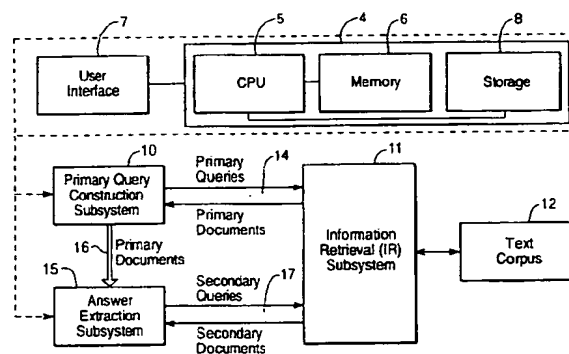 7
5
4
6
8
User
Interface
CPU
Memory
Storage
10
Primary Query
Construction
Subsystem
Primary
Queries
14
Primary
Documents
11
Information
Retrieval (IR)
Subsystem
12
Text
Corpus
16
Primary
Documents
15
Answer
Extraction
Subsystem
Secondary
Queries
17
Secondary
Documents